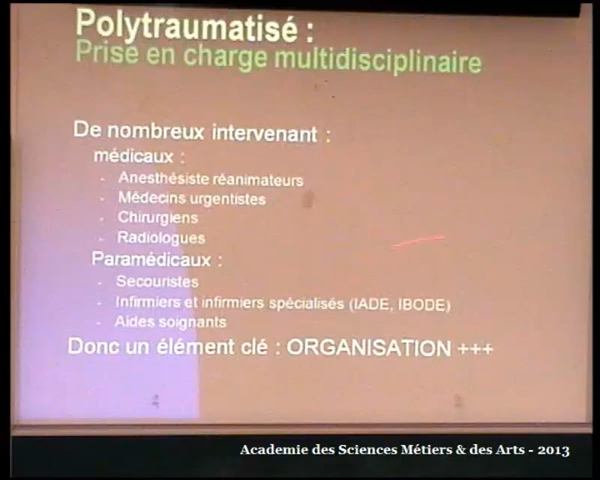 Polytraumatisé :
Prise en charge multidisciplinaire
De nombreux intervenant :
médicaux :
- Anesthésiste réanimateurs
- Médecins urgentistes
- Chirurgiens
- Radiologues
Paramédicaux :
- Secouristes
- Infirmiers et infirmiers spécialisés (IADE, IBODE)
- Aides soignants
Donc un élément clé : ORGANISATION +++
Academie des Sciences Métiers & des Arts - 2013